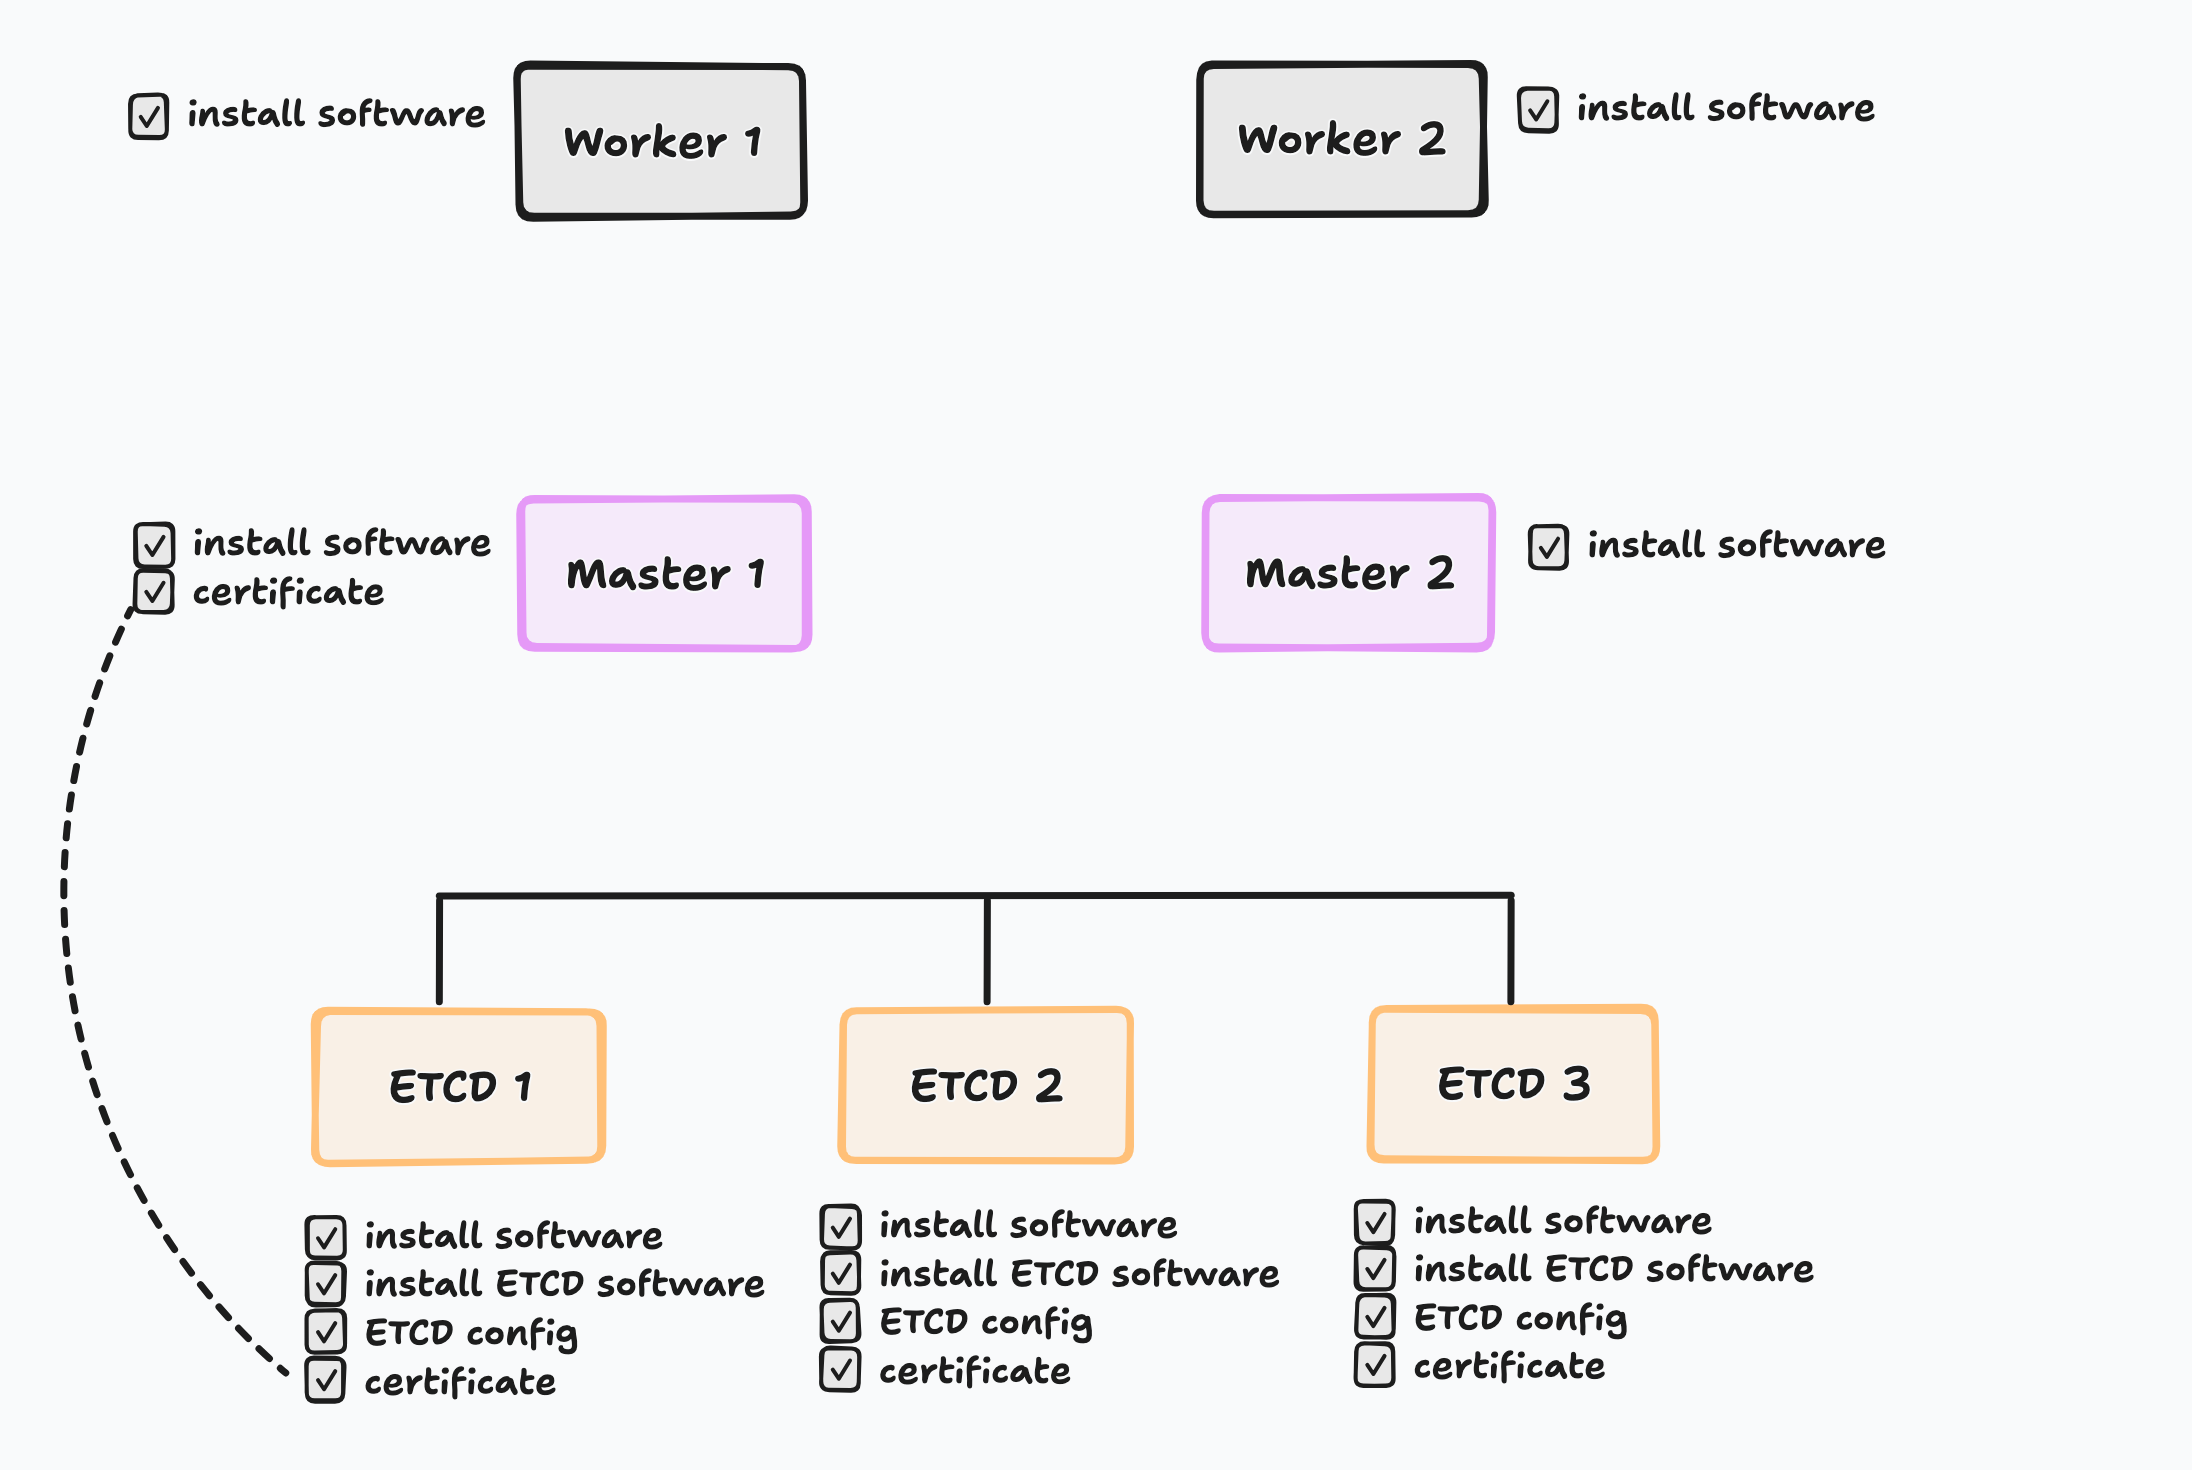 install software
Worker 1
Worker 2
install software
install software
certificate
Master 1
Master 2
install software
ETCD 1
ETCD 2
ETCD 3
install software
install ETCD software
ETCD config
certificate
install software
install ETCD software
ETCD config
certificate
install software
install ETCD software
ETCD config
certificate